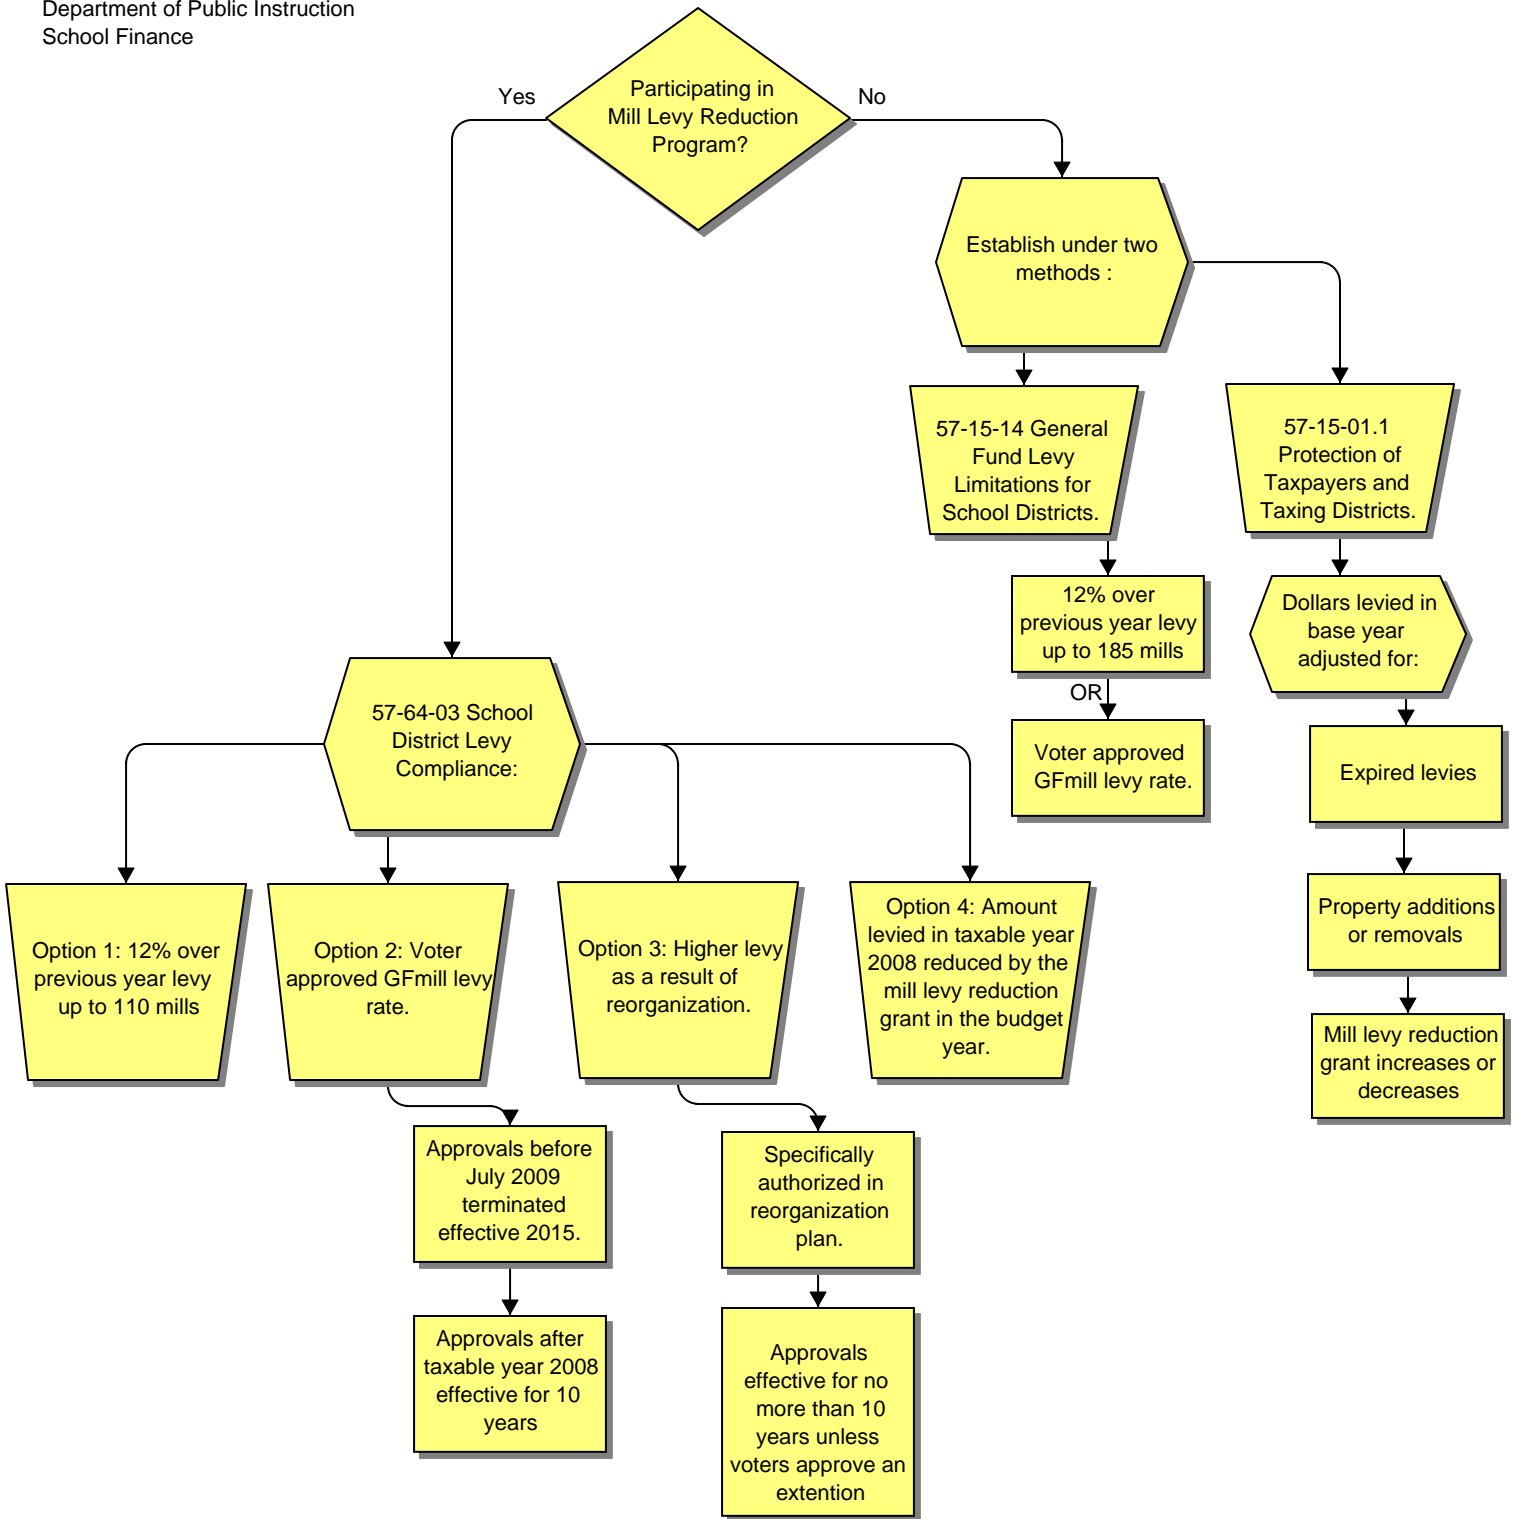 Department of Public Instruction
School Finance
Participating in
Mill Levy Reduction
Program?
Yes
No
Establish under two
methods :
57-15-14 General
Fund Levy
Limitations for
School Districts.
57-15-01.1
Protection of
Taxpayers and
Taxing Districts.
12% over
previous year levy
up to 185 mills
OR
Voter approved
GFmill levy rate.
Dollars levied in
base year
adjusted for:
Expired levies
Property additions
or removals
Mill levy reduction
grant increases or
decreases
57-64-03 School
District Levy
Compliance:
Option 1: 12% over
previous year levy
up to 110 mills
Option 2: Voter
approved GFmill levy
rate.
Option 3: Higher levy
as a result of
reorganization.
Option 4: Amount
levied in taxable year
2008 reduced by the
mill levy reduction
grant in the budget
year.
Approvals before
July 2009
terminated
effective 2015.
Approvals after
taxable year 2008
effective for 10
years
Specifically
authorized in
reorganization
plan.
Approvals
effective for no
more than 10
years unless
voters approve an
extention